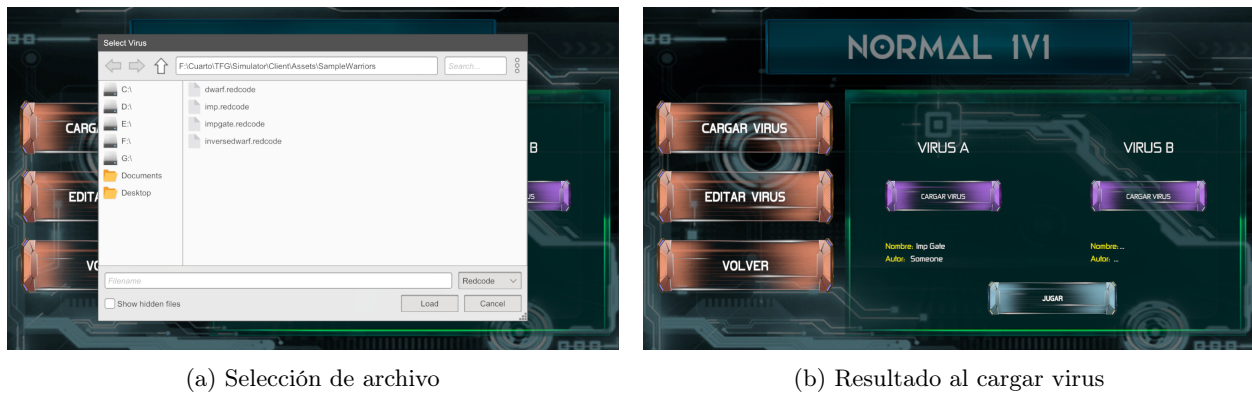 Select Virus
F:\Cuarto\TFG\Simulator\Client\Assets\SampleWarriors
Search...
C:\
D:\
E:\
F:\
G:\
Documents
Desktop
dwarf.redcode
imp.redcode
impgate.redcode
inversedwarf.redcode
Filename
Redcode
Show hidden files
Load
Cancel
CARG
EDITA
VO
B
US
(a) Selección de archivo
NORMAL 1V1
CARGAR VIRUS
EDITAR VIRUS
VOLVER
VIRUS A
VIRUS B
CARGAR VIRUS
CARGAR VIRUS
Nombre: Imp Gate
Autor: Someone
Nombre: ..
Autor: ..
JUGAR
(b) Resultado al cargar virus